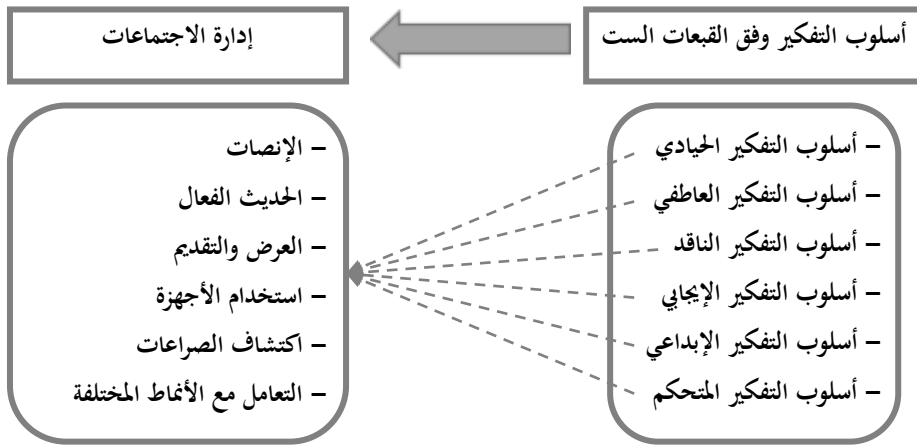 أسلوب التفكير وفق القبعات الست
إدارة الاجتماعات
– أسلوب التفكير الحيادي
– أسلوب التفكير العاطفي
– أسلوب التفكير الناقد
– أسلوب التفكير الإيجابي
– أسلوب التفكير الإبداعي
– أسلوب التفكير المتحكم
– الإنصات
– الحديث الفعال
– العرض والتقديم
– استخدام الأجهزة
– اكتشاف الصراعات
– التعامل مع الأنماط المختلفة